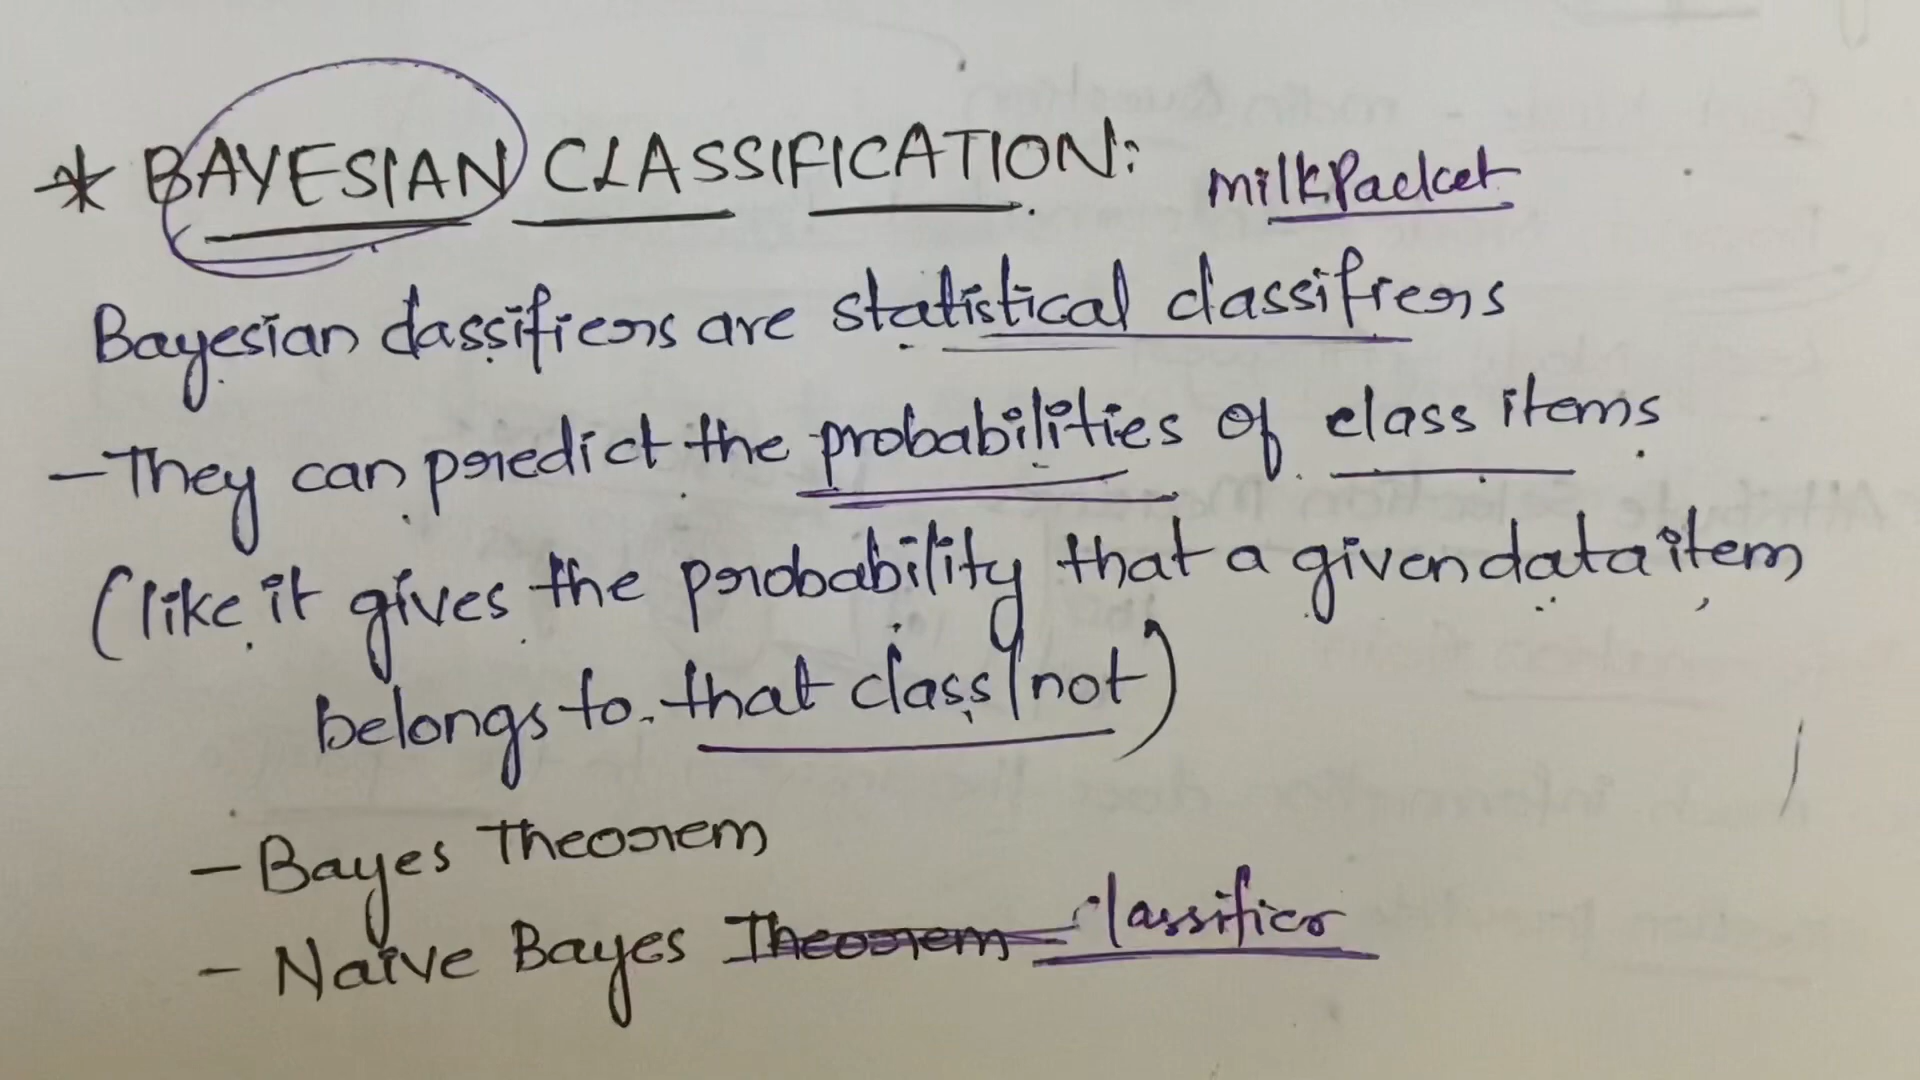 * BAYESIAN CLASSIFICATION: milkPacket
Bayesian classifiers are statistical classifiers
- They can predict the probabilities of class items
(like it gives the probability that a given data item
belongs to that class/not)
- Bayes Theorem
- Naive Bayes Theorem Classifier